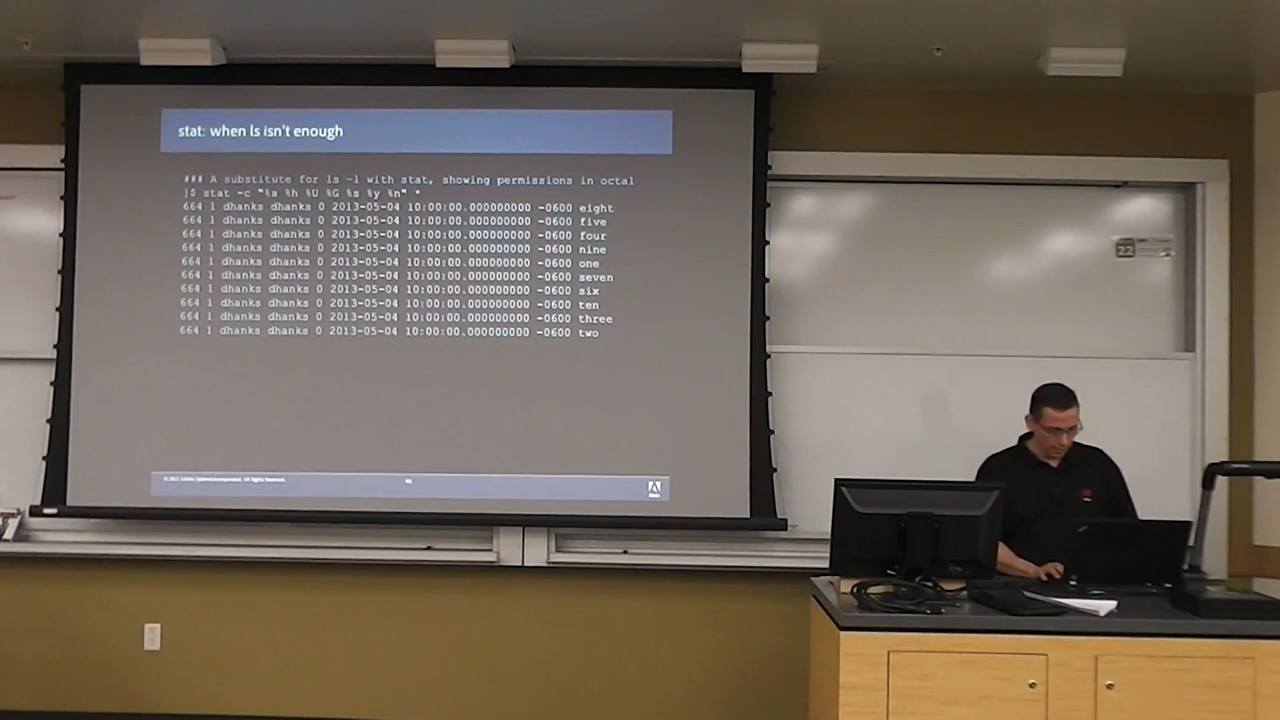 stat: when ls isn't enough
### A substitute for ls -l with stat, showing permissions in octal
]$ stat -c "%a %h %U %G %s %y %n" *
664 1 dhanks dhanks 0 2013-05-04 10:00:00.000000000 -0600 eight
664 1 dhanks dhanks 0 2013-05-04 10:00:00.000000000 -0600 five
664 1 dhanks dhanks 0 2013-05-04 10:00:00.000000000 -0600 four
664 1 dhanks dhanks 0 2013-05-04 10:00:00.000000000 -0600 nine
664 1 dhanks dhanks 0 2013-05-04 10:00:00.000000000 -0600 one
664 1 dhanks dhanks 0 2013-05-04 10:00:00.000000000 -0600 seven
664 1 dhanks dhanks 0 2013-05-04 10:00:00.000000000 -0600 six
664 1 dhanks dhanks 0 2013-05-04 10:00:00.000000000 -0600 ten
664 1 dhanks dhanks 0 2013-05-04 10:00:00.000000000 -0600 three
664 1 dhanks dhanks 0 2013-05-04 10:00:00.000000000 -0600 two
Adobe Systems Incorporated. All Rights Reserved.
Adobe
22